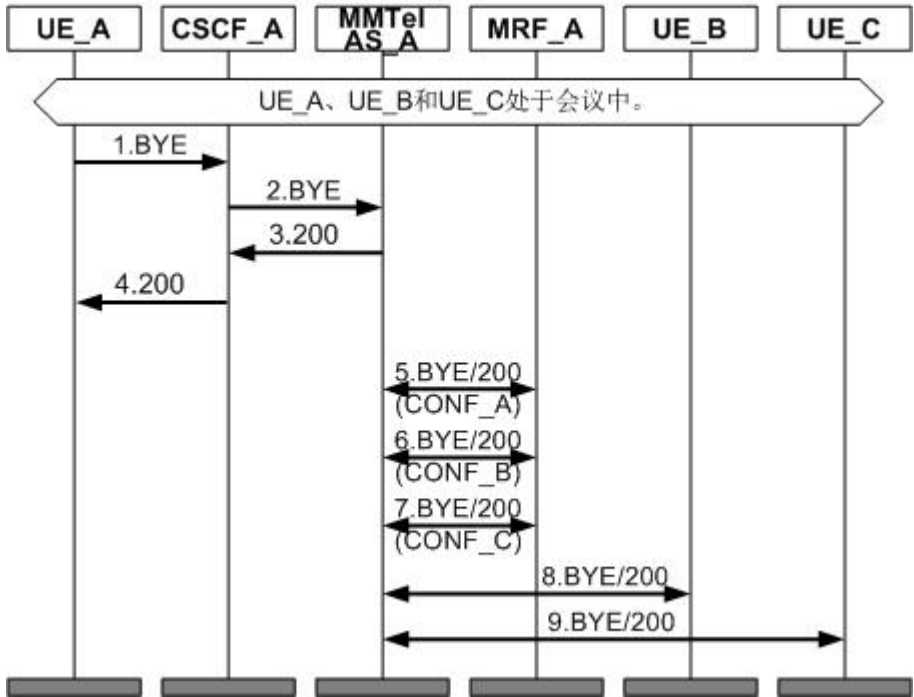 UE_A
CSCF_A
MMTel
AS_A
MRF_A
UE_B
UE_C
UE_A、UE_B和UE_C处于会议中。
1.BYE
2.BYE
3.200
4.200
5.BYE/200
(CONF_A)
6.BYE/200
(CONF_B)
7.BYE/200
(CONF_C)
8.BYE/200
9.BYE/200